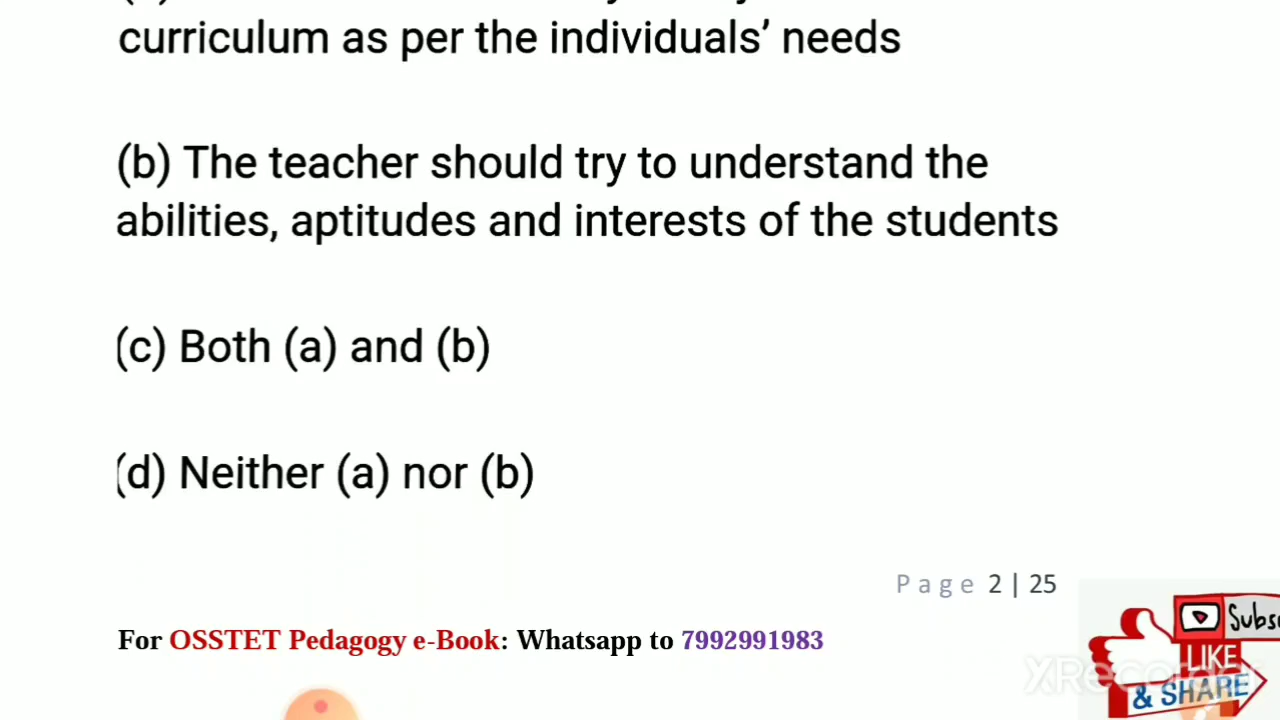 curriculum as per the individuals’ needs
(b) The teacher should try to understand the
abilities, aptitudes and interests of the students
(c) Both (a) and (b)
(d) Neither (a) nor (b)
Page 2 | 25
For OSSTET Pedagogy e-Book: Whatsapp to 7992991983
LIKE
XRecorder
& SHARE